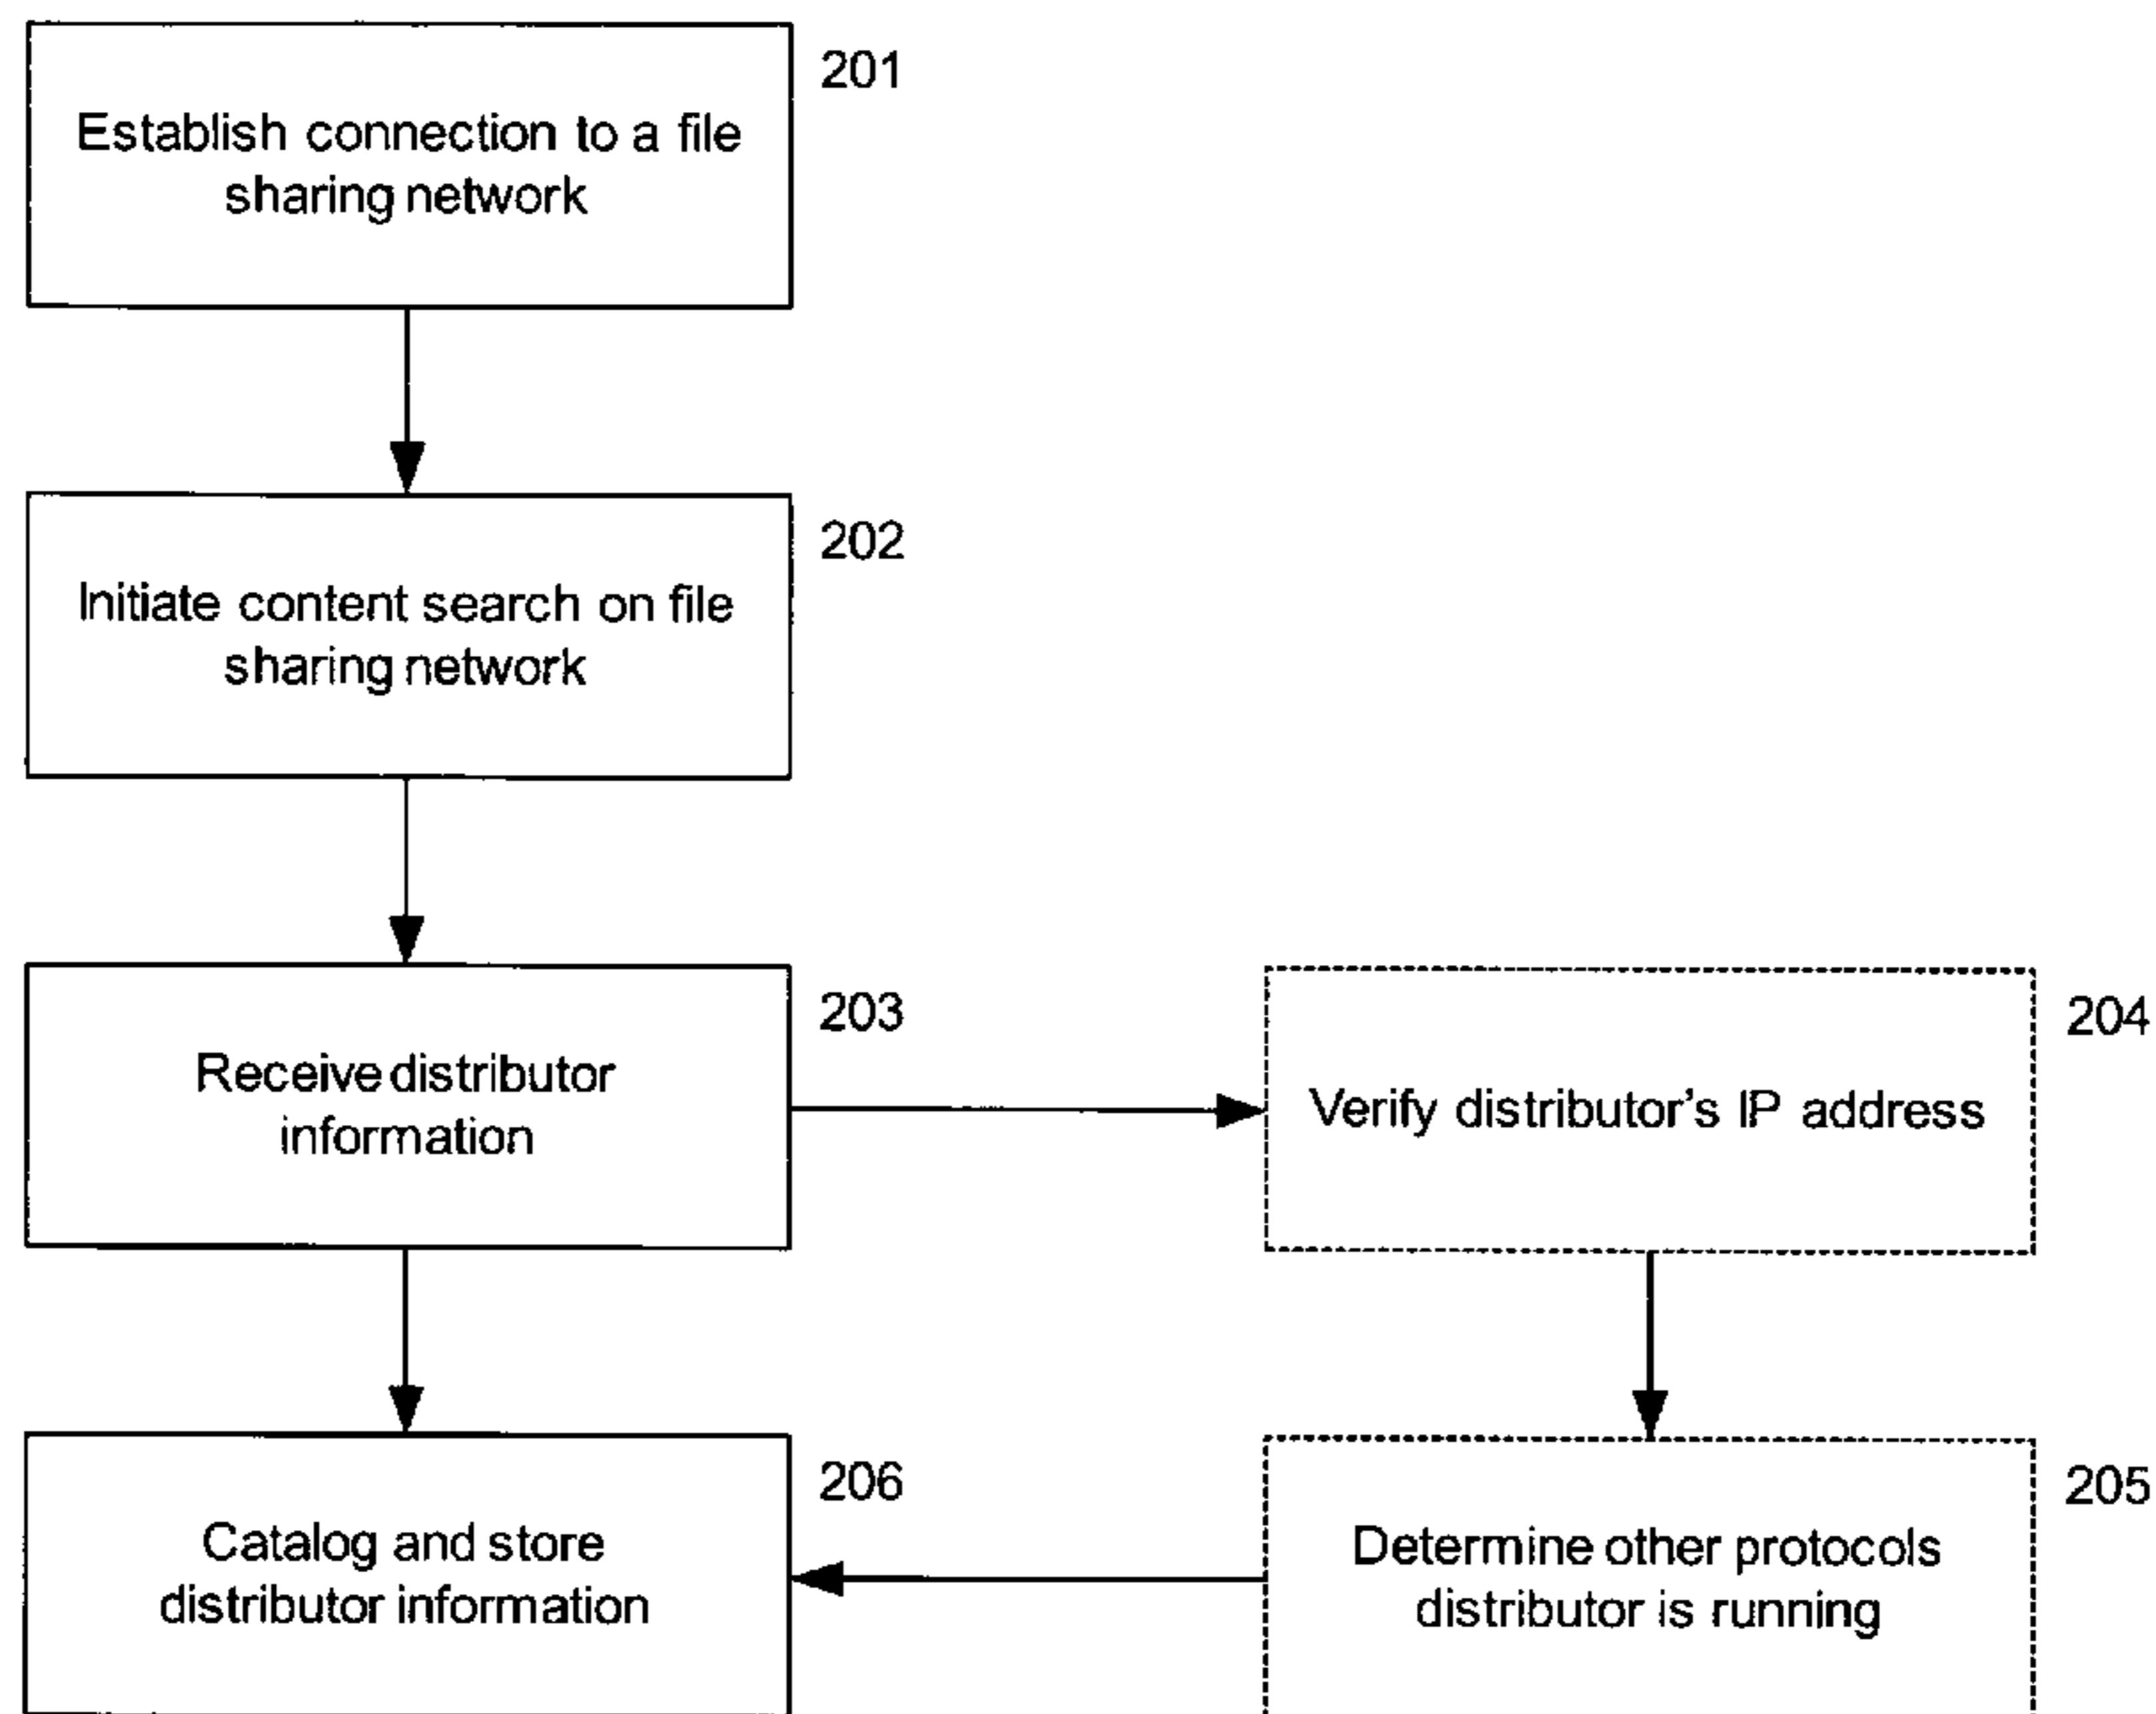 201
Establish connection to a file
sharing network
202
Initiate content search on file
sharing network
203
Receive distributor
information
204
Verify distributor's IP address
206
Catalog and store
distributor information
205
Determine other protocols
distributor is running